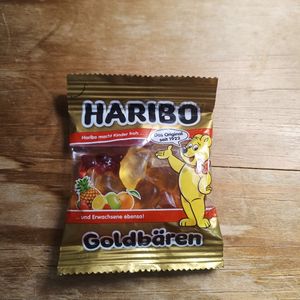 HARIBO
Haribo macht Kinder froh ...
Das Original
seit 1922
... und Erwachsene ebenso!
Goldbären